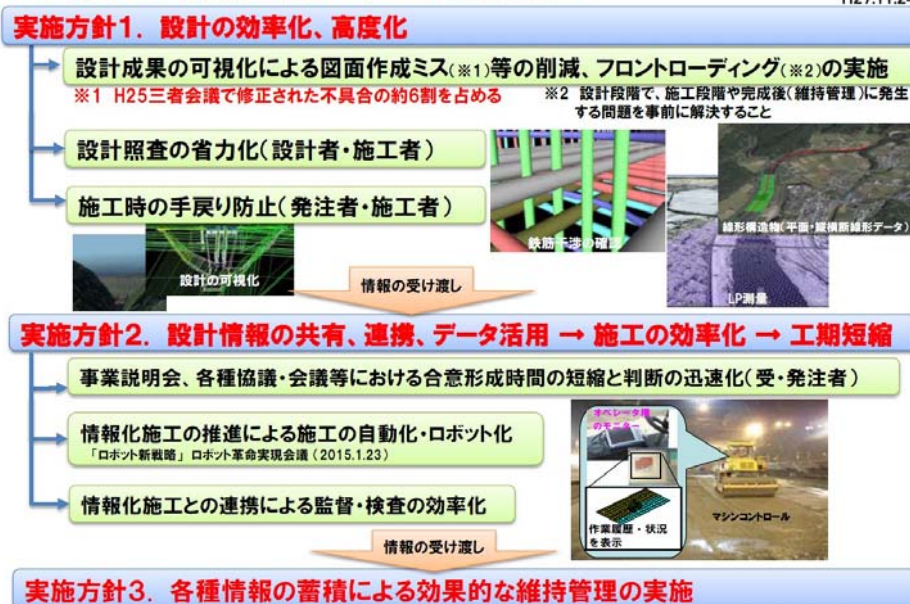 実施方針1. 設計の効率化、高度化
設計成果の可視化による図面作成ミス(※1)等の削減、フロントローディング(※2)の実施
※1 H25三者会議で修正された不具合の約6割を占める
※2 設計段階で、施工段階や完成後(維持管理)に発生
する問題を事前に解決すること
設計照査の省力化(設計者・施工者)
施工時の手戻り防止(発注者・施工者)
設計の可視化
鉄筋干渉の確認
線形構造物(平面・縦横断線形データ)
LP測量
情報の受け渡し
実施方針2. 設計情報の共有、連携、データ活用 → 施工の効率化 → 工期短縮
事業説明会、各種協議・会議等における合意形成時間の短縮と判断の迅速化(受・発注者)
情報化施工の推進による施工の自動化・ロボット化
「ロボット新戦略」 ロボット革命実現会議(2015.1.23)
情報化施工との連携による監督・検査の効率化
オペレータ席
のモニター
作業履歴・状況
を表示
マシンコントロール
情報の受け渡し
実施方針3. 各種情報の蓄積による効果的な維持管理の実施